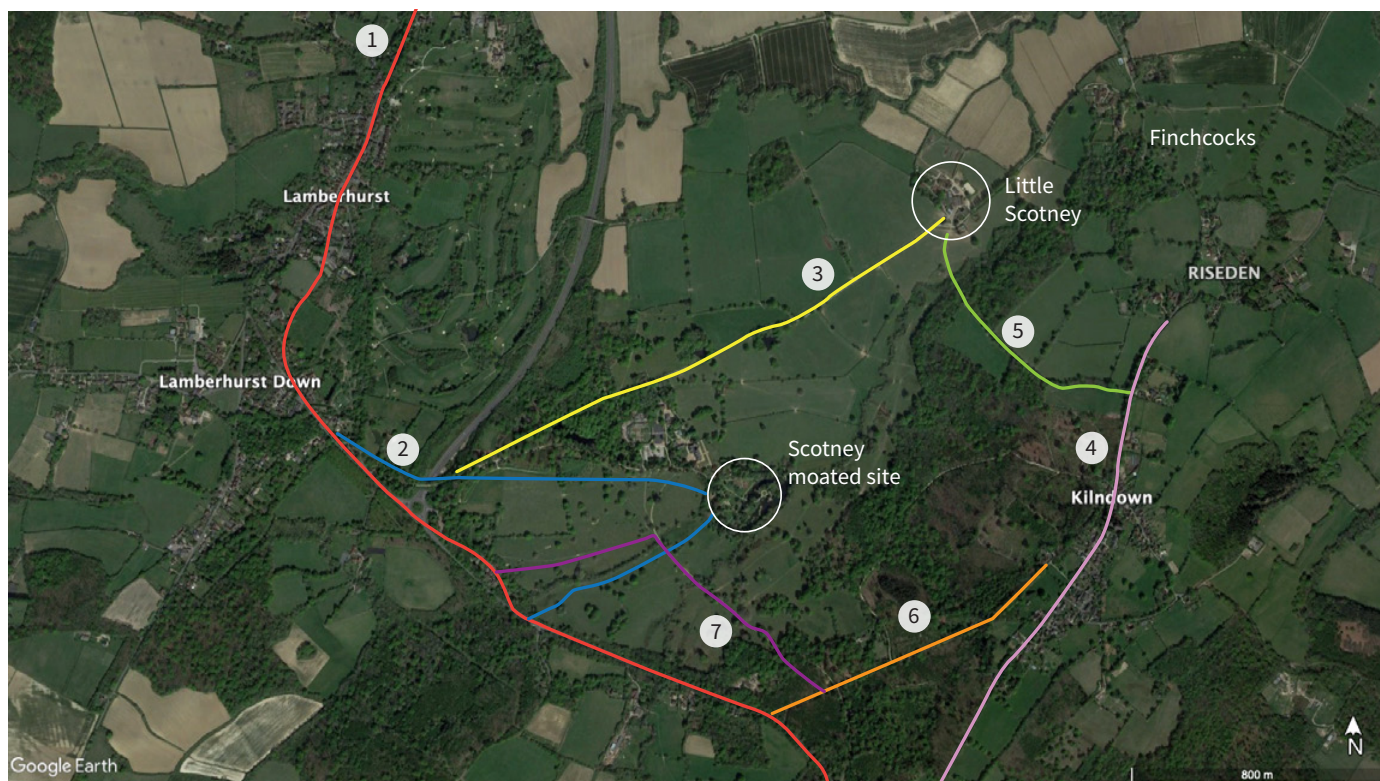 1
Finchcocks
Lamberhurst
Little
Scotney
3
RISEDEN
5
Lamberhurst Down
2
4
Scotney
moated site
Kilndown
6
7
N
Google Earth
800 m